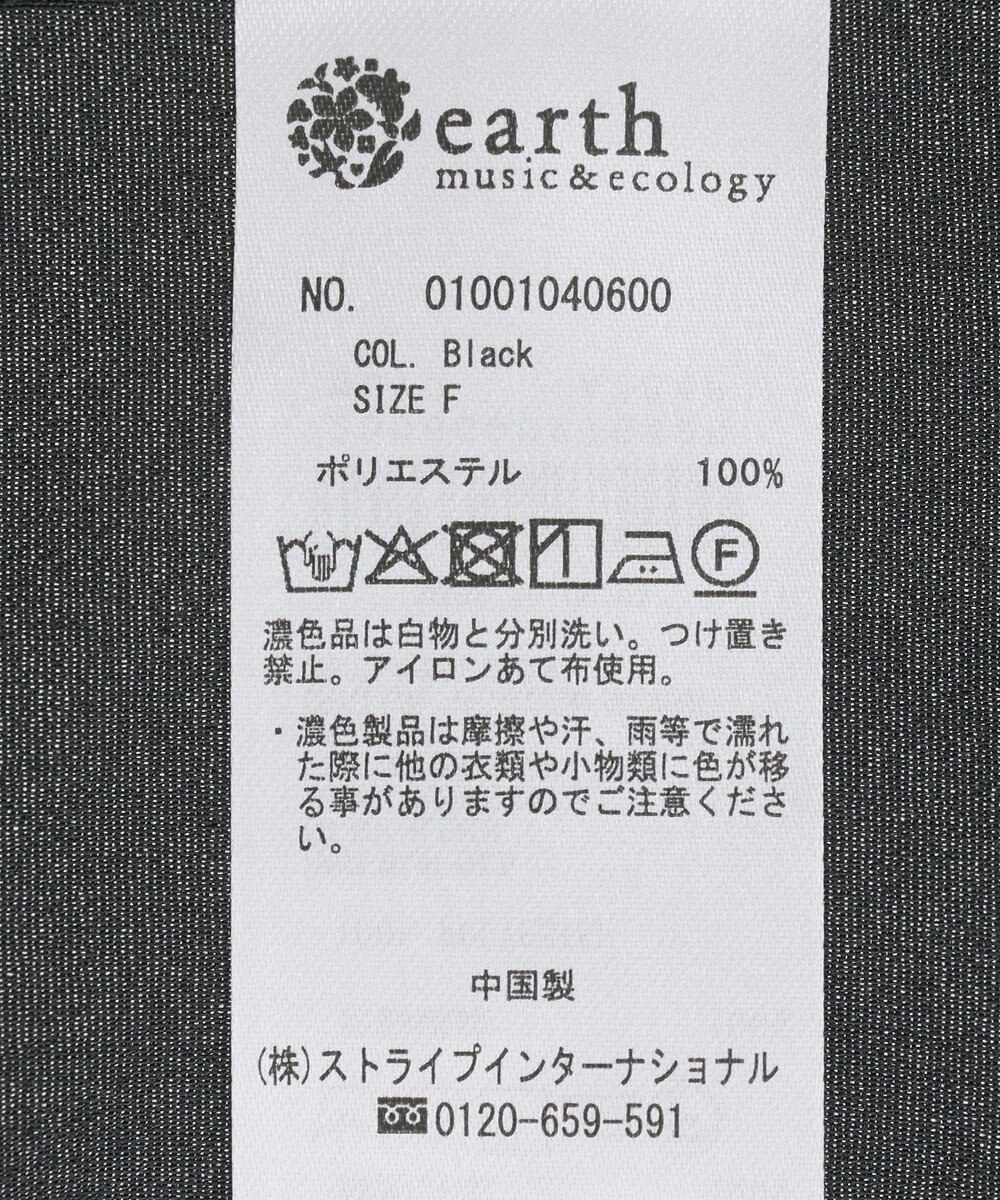 earth
music & ecology
NO. 01001040600
COL. Black
SIZE F
ポリエステル 100%
F
濃色品は白物と分別洗い。つけ置き
禁止。アイロンあて布使用。
・濃色製品は摩擦や汗、雨等で濡れ
た際に他の衣類や小物類に色が移
る事がありますのでご注意くださ
い。
中国製
(株)ストライプインターナショナル
0120-659-591